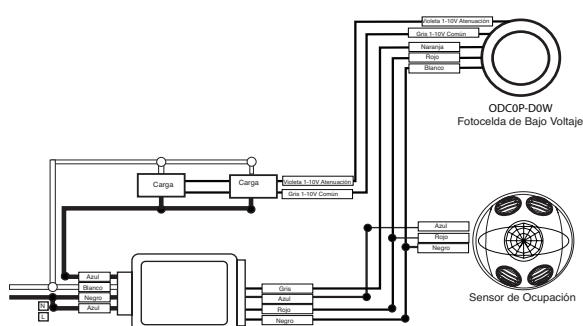 Violeta 1-10V Atenuación
Gris 1-10V Común
Naranja
Rojo
Blanco
ODC0P-D0W
Fotocelda de Bajo Voltaje
Carga
Carga
Violeta 1-10V Atenuación
Gris 1-10V Común
Azul
Rojo
Negro
Sensor de Ocupación
Azul
Blanco
Negro
Azul
N
L
Gris
Azul
Rojo
Negro